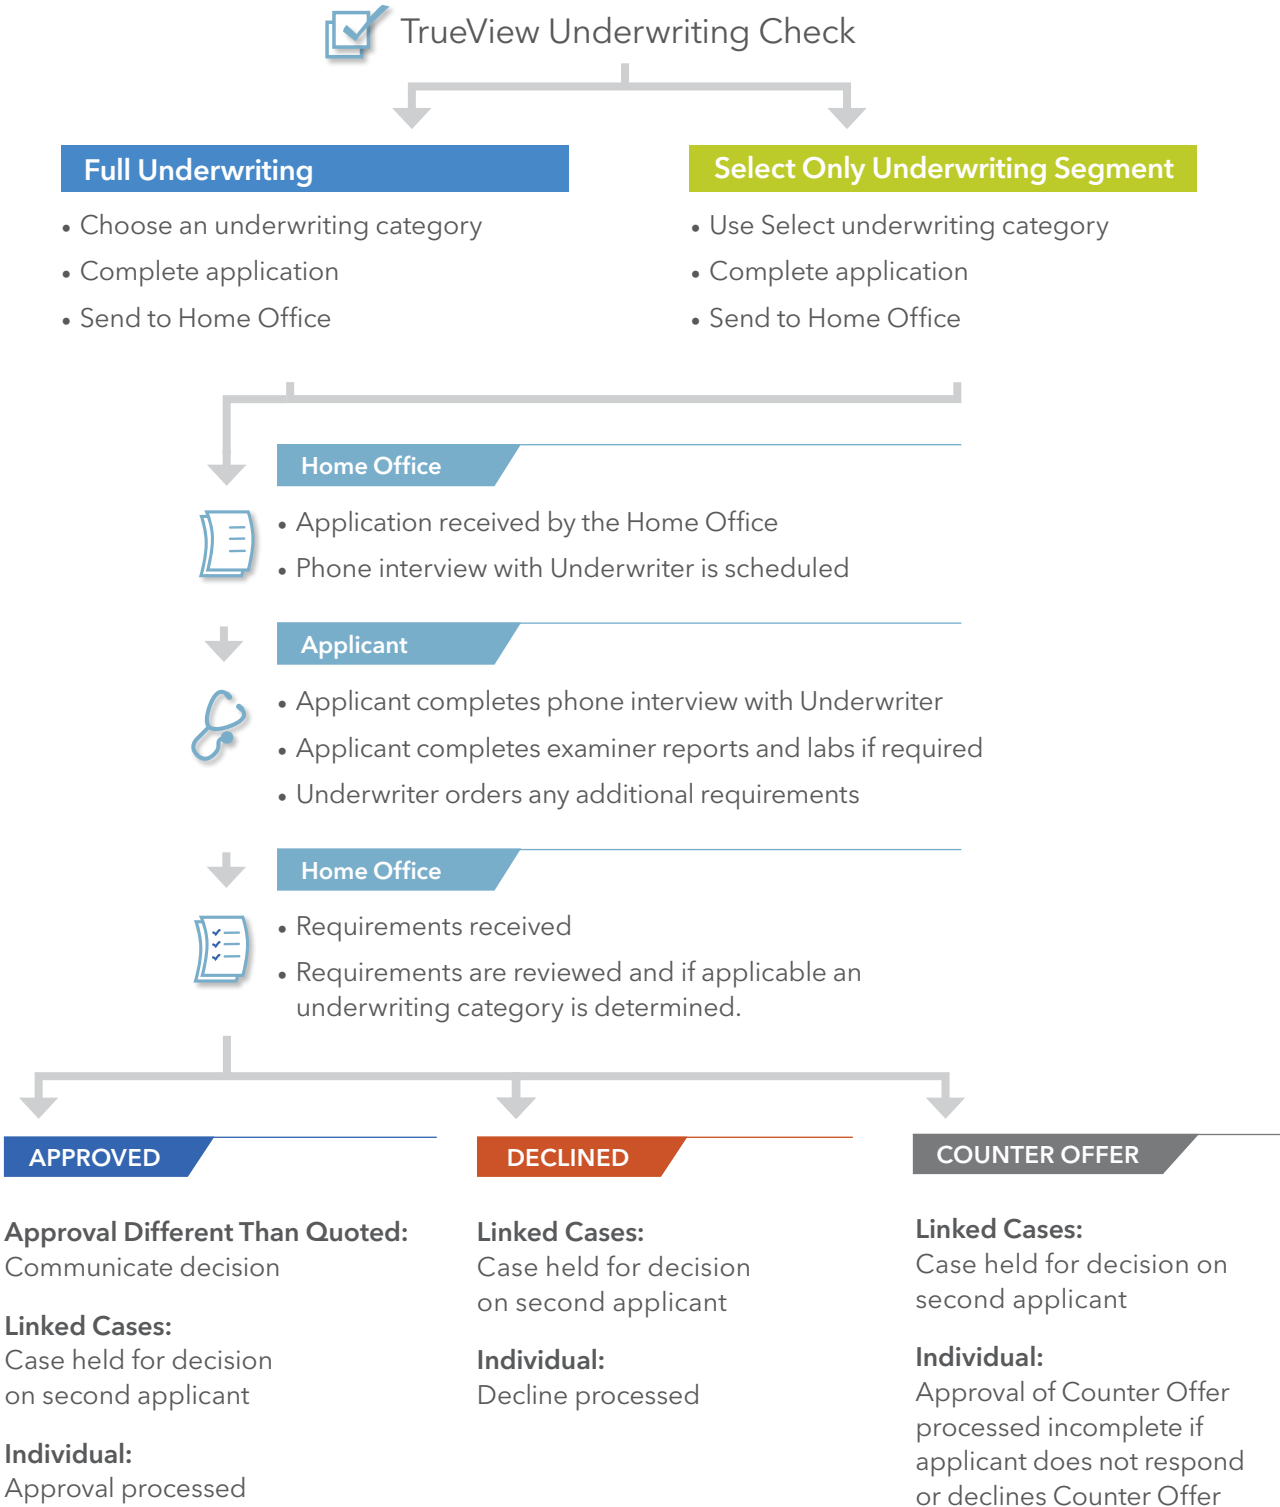 TrueView Underwriting Check
Full Underwriting
• Choose an underwriting category
• Complete application
• Send to Home Office
Select Only Underwriting Segment
• Use Select underwriting category
• Complete application
• Send to Home Office
Home Office
• Application received by the Home Office
• Phone interview with Underwriter is scheduled
Applicant
• Applicant completes phone interview with Underwriter
• Applicant completes examiner reports and labs if required
• Underwriter orders any additional requirements
Home Office
• Requirements received
• Requirements are reviewed and if applicable an
underwriting category is determined.
APPROVED
Approval Different Than Quoted:
Communicate decision
Linked Cases:
Case held for decision
on second applicant
Individual:
Approval processed
DECLINED
Linked Cases:
Case held for decision
on second applicant
Individual:
Decline processed
COUNTER OFFER
Linked Cases:
Case held for decision on
second applicant
Individual:
Approval of Counter Offer
processed incomplete if
applicant does not respond
or declines Counter Offer